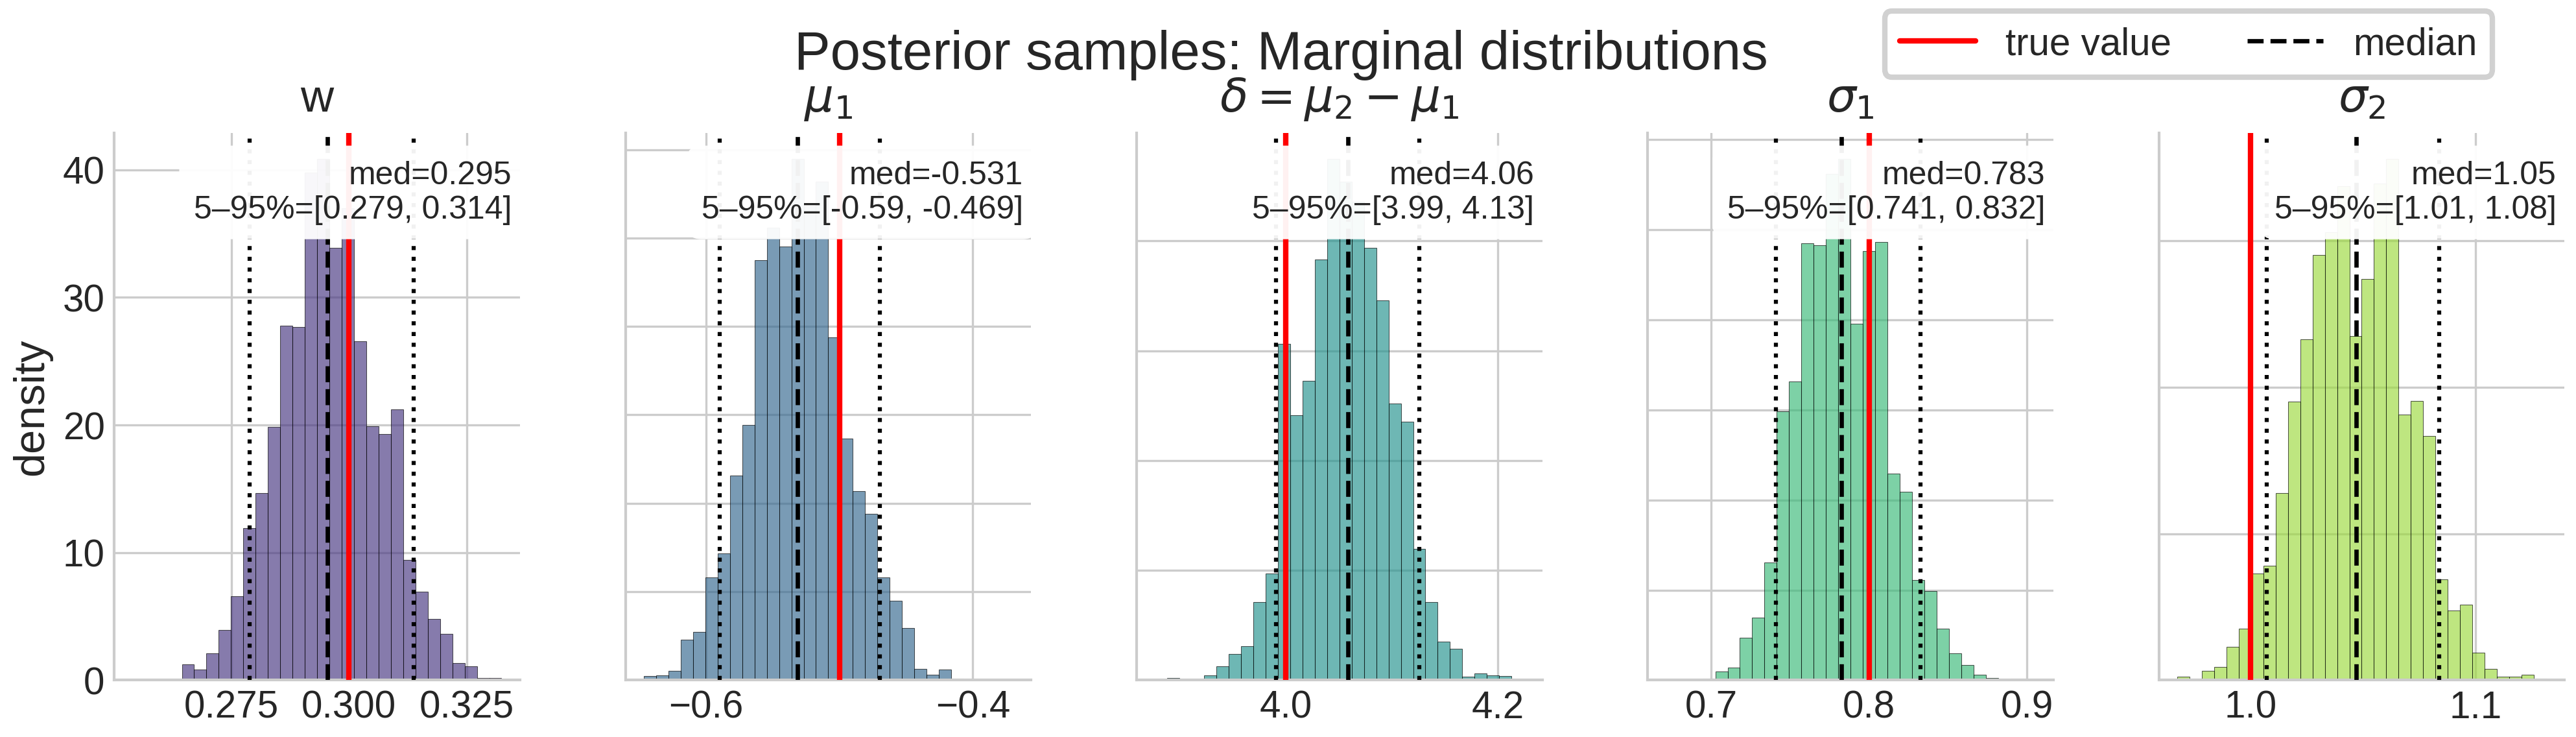 Posterior samples: Marginal distributions
true value
median
w
μ₁
δ = μ₂ − μ₁
σ₁
σ₂
med=0.295
5–95%=[0.279, 0.314]
med=-0.531
5–95%=[-0.59, -0.469]
med=4.06
5–95%=[3.99, 4.13]
med=0.783
5–95%=[0.741, 0.832]
med=1.05
5–95%=[1.01, 1.08]
density
40
30
20
10
0
0.275 0.300 0.325
−0.6 −0.4
4.0 4.2
0.7 0.8 0.9
1.0 1.1